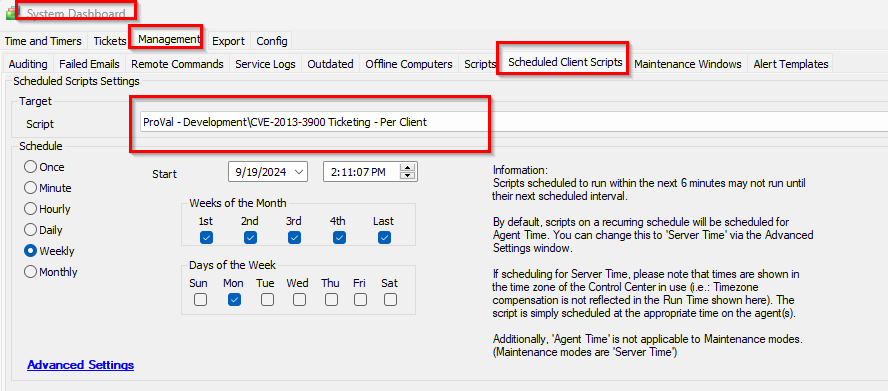 System Dashboard
Time and Timers Tickets Management Export Config
Auditing Failed Emails Remote Commands Service Logs Outdated Offline Computers Scripts Scheduled Client Scripts Maintenance Windows Alert Templates
Scheduled Scripts Settings
Target
Script ProVal - Development\CVE-2013-3900 Ticketing - Per Client
Schedule
Once
Minute
Hourly
Daily
Weekly
Monthly
Start 9/19/2024 2:11:07 PM
Weeks of the Month
1st 2nd 3rd 4th Last
Days of the Week
Sun Mon Tue Wed Thu Fri Sat
Advanced Settings
Information:
Scripts scheduled to run within the next 6 minutes may not run until
their next scheduled interval.
By default, scripts on a recurring schedule will be scheduled for
Agent Time. You can change this to 'Server Time' via the Advanced
Settings window.
If scheduling for Server Time, please note that times are shown in
the time zone of the Control Center in use (i.e.: Timezone
compensation is not reflected in the Run Time shown here). The
script is simply scheduled at the appropriate time on the agent(s).
Additionally, 'Agent Time' is not applicable to Maintenance modes.
(Maintenance modes are 'Server Time')